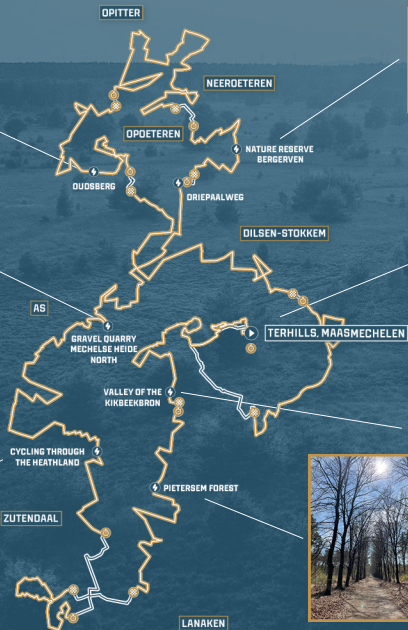 OPITTER
NEEROETEREN
OPOETEREN
NATURE RESERVE
BERGERVEN
OUDSBERG
DRIEPAALWEG
DILSEN-STOKKEM
AS
GRAVEL QUARRY
MECHELSE HEIDE
NORTH
TERHILLS, MAASMECHELEN
VALLEY OF THE
KIKBEEKBRON
CYCLING THROUGH
THE HEATHLAND
PIETERSEM FOREST
ZUTENDAAL
LANAKEN